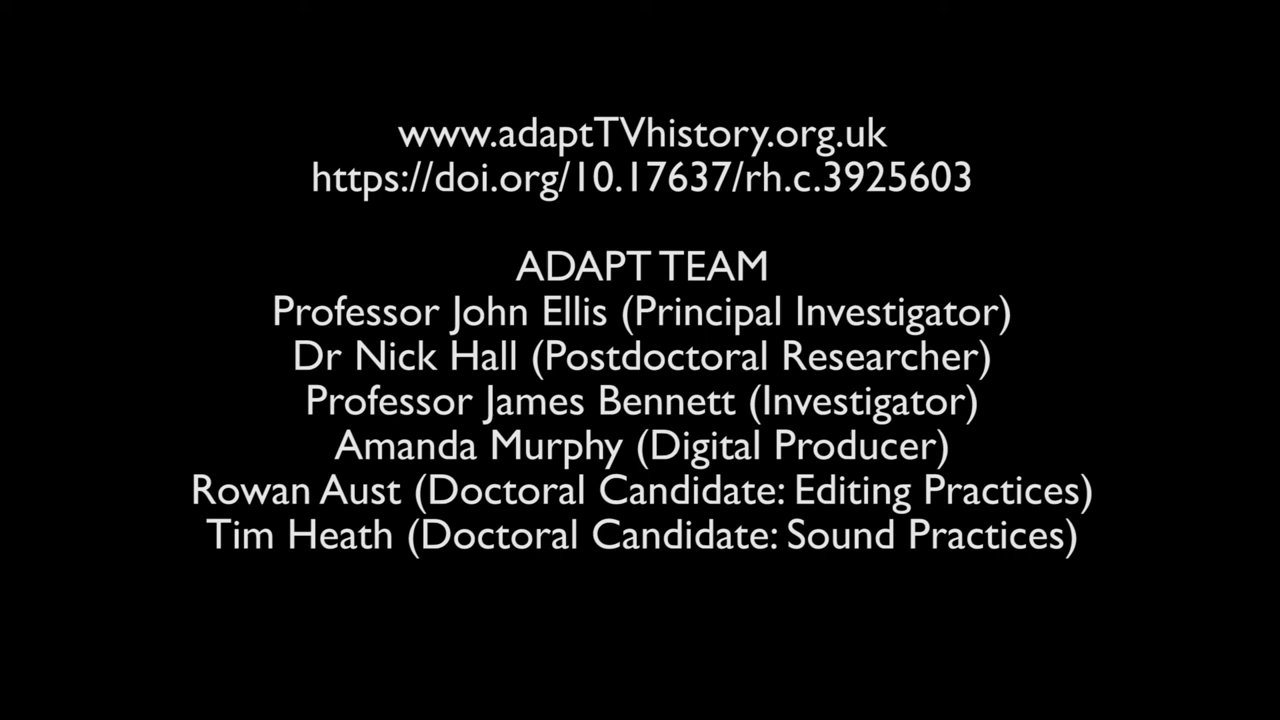 www.adaptTVhistory.org.uk
https://doi.org/10.17637/rh.c.3925603
ADAPT TEAM
Professor John Ellis (Principal Investigator)
Dr Nick Hall (Postdoctoral Researcher)
Professor James Bennett (Investigator)
Amanda Murphy (Digital Producer)
Rowan Aust (Doctoral Candidate: Editing Practices)
Tim Heath (Doctoral Candidate: Sound Practices)